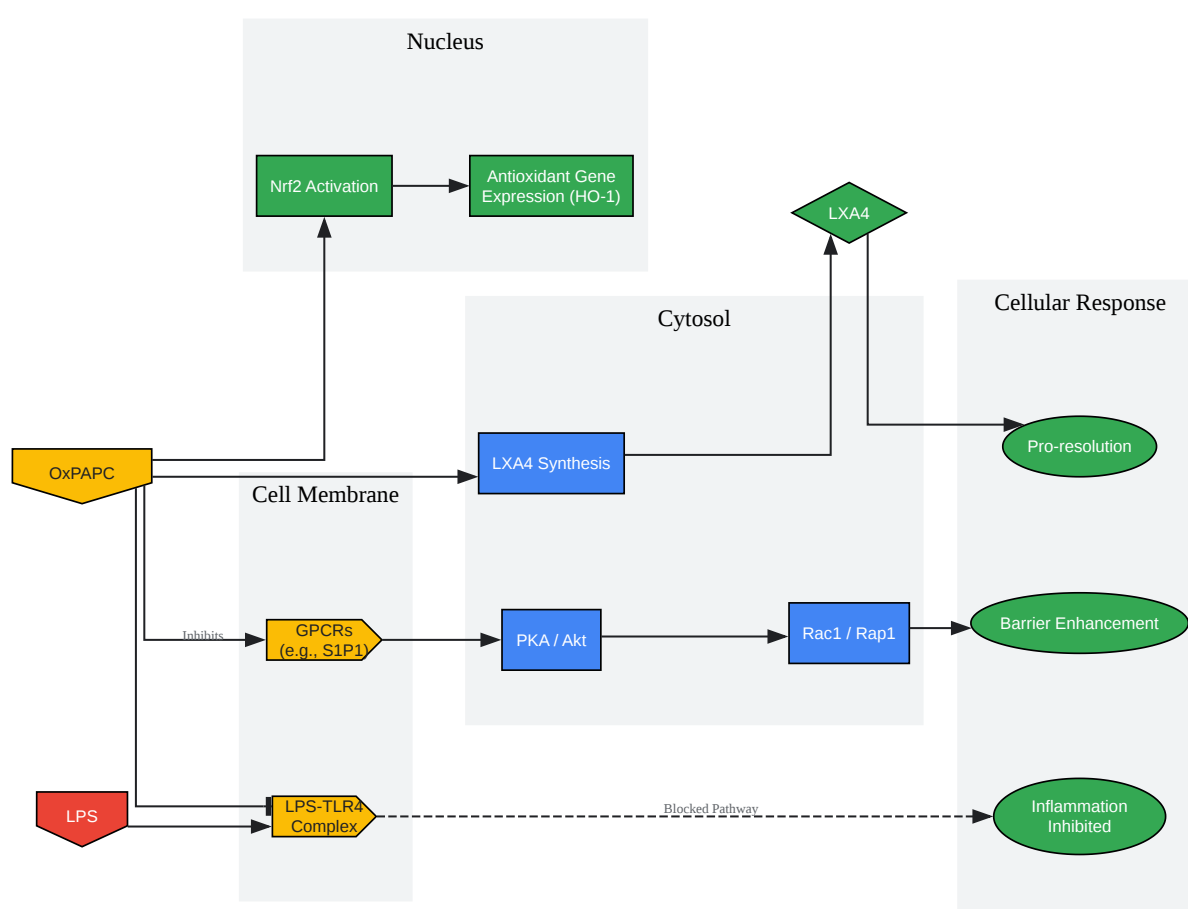 Nucleus
Nrf2 Activation
Antioxidant Gene
Expression (HO-1)
LXA4
Cytosol
Cellular Response
OxPAPC
LXA4 Synthesis
Pro-resolution
Cell Membrane
Inhibits
GPCRs
(e.g., S1P1)
PKA / Akt
Rac1 / Rap1
Barrier Enhancement
LPS
LPS-TLR4
Complex
Blocked Pathway
Inflammation
Inhibited